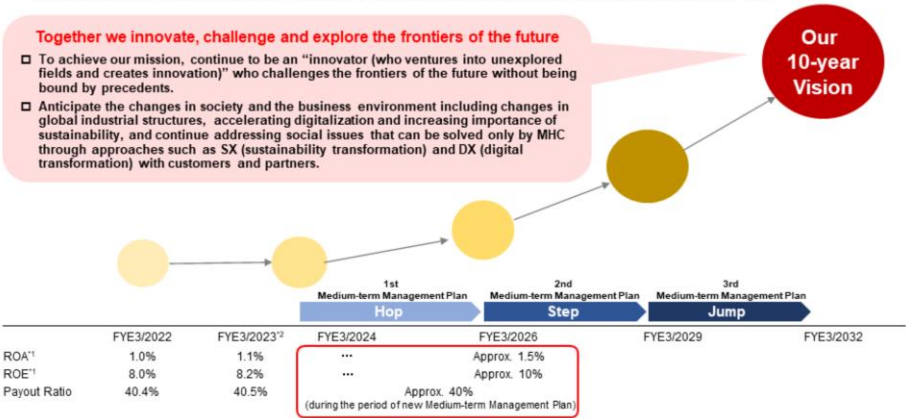 Together we innovate, challenge and explore the frontiers of the future
To achieve our mission, continue to be an “innovator (who ventures into unexplored
fields and creates innovation)” who challenges the frontiers of the future without being
bound by precedents.
Anticipate the changes in society and the business environment including changes in
global industrial structures, accelerating digitalization and increasing importance of
sustainability, and continue addressing social issues that can be solved only by MHC
through approaches such as SX (sustainability transformation) and DX (digital
transformation) with customers and partners.
Our
10-year
Vision
1st
Medium-term Management Plan
Hop
2nd
Medium-term Management Plan
Step
3rd
Medium-term Management Plan
Jump
FYE3/2022 FYE3/2023*2 FYE3/2024 FYE3/2026 FYE3/2029 FYE3/2032
ROA*1 1.0% 1.1% ... Approx. 1.5%
ROE*1 8.0% 8.2% ... Approx. 10%
Payout Ratio 40.4% 40.5% Approx. 40%
(during the period of new Medium-term Management Plan)